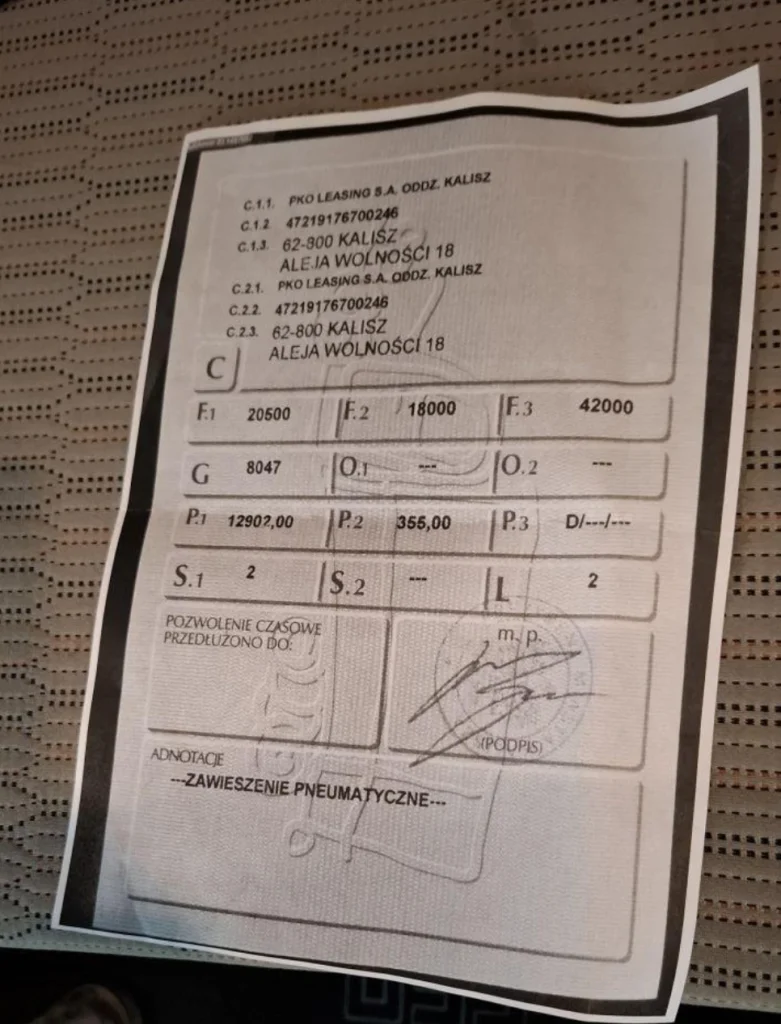 C.1.1. PKO LEASING S.A. ODDZ. KALISZ
C.1.2 47219176700246
C.1.3. 62-800 KALISZ
ALEJA WOLNOŚCI 18
C.2.1. PKO LEASING S.A. ODDZ. KALISZ
C.2.2. 47219176700246
C.2.3. 62-800 KALISZ
ALEJA WOLNOŚCI 18
C
F.1 20500 F.2 18000 F.3 42000
G 8047 O.1 --- O.2 ---
P.1 12902,00 P.2 355,00 P.3 D/---/---
S.1 2 S.2 --- L 2
POZWOLENIE CZASOWE
PRZEDŁUŻONO DO:
m. p.
(PODPIS)
ADNOTACJE
---ZAWIESZENIE PNEUMATYCZNE---